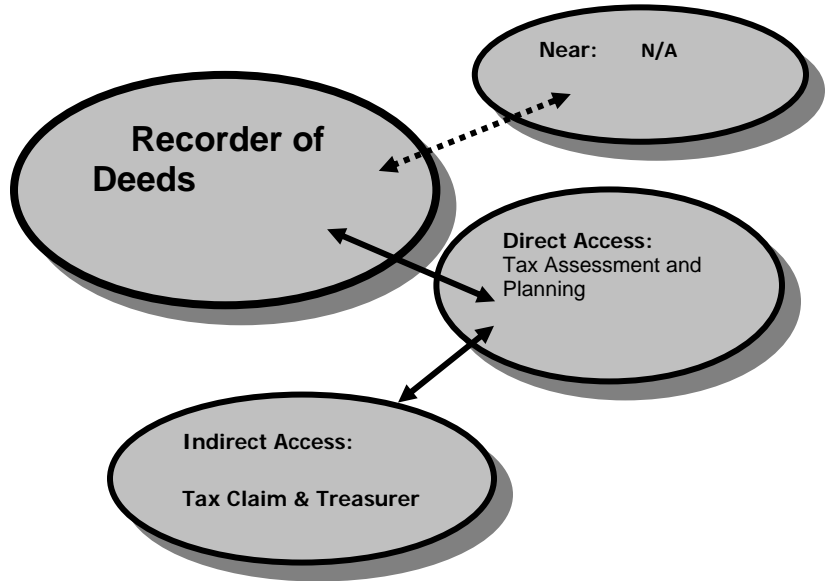 Near: N/A
Recorder of
Deeds
Direct Access:
Tax Assessment and
Planning
Indirect Access:
Tax Claim & Treasurer